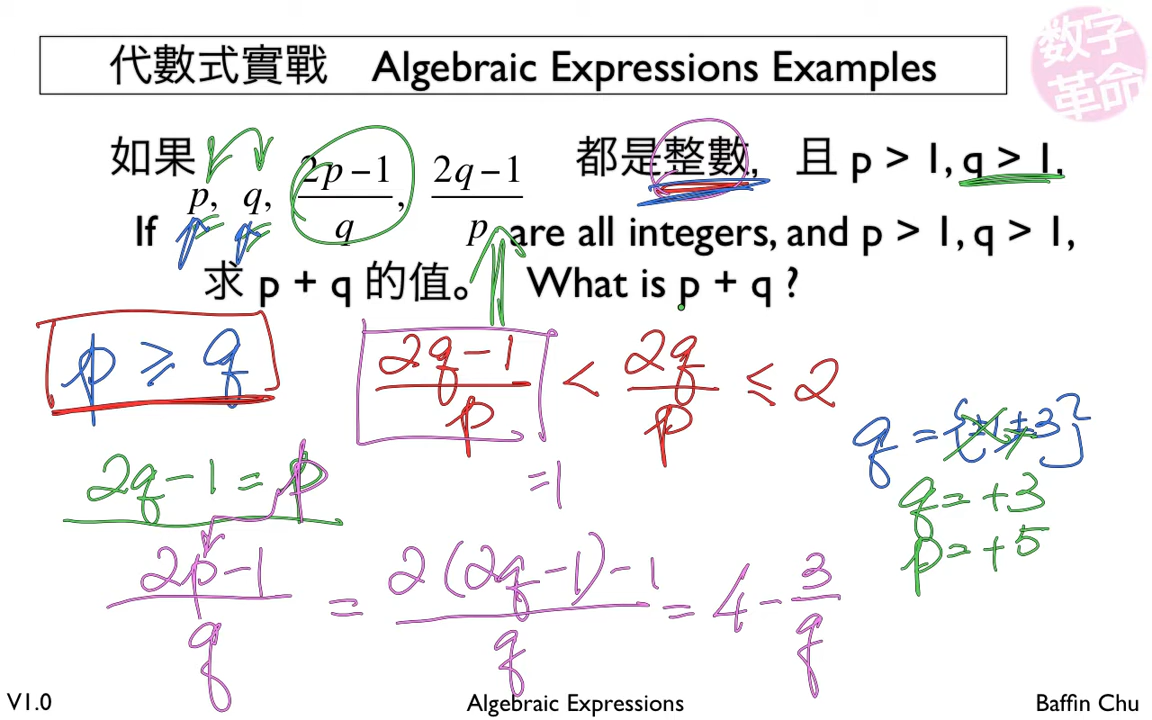 代數式實戰 Algebraic Expressions Examples
数字
革命
如果 p, q, (2p−1)/q, (2q−1)/p 都是整數, 且 p > 1, q > 1,
If are all integers, and p > 1, q > 1,
p q
求 p + q 的值。 What is p + q ?
p ≥ q (2q−1)/p < 2q/p ≤ 2
q = {±1, ±3}
2q−1 = p =1 q = +3
p = +5
(2p−1)/q = (2(2q−1)−1)/q = 4 − 3/q
V1.0 Algebraic Expressions Baffin Chu